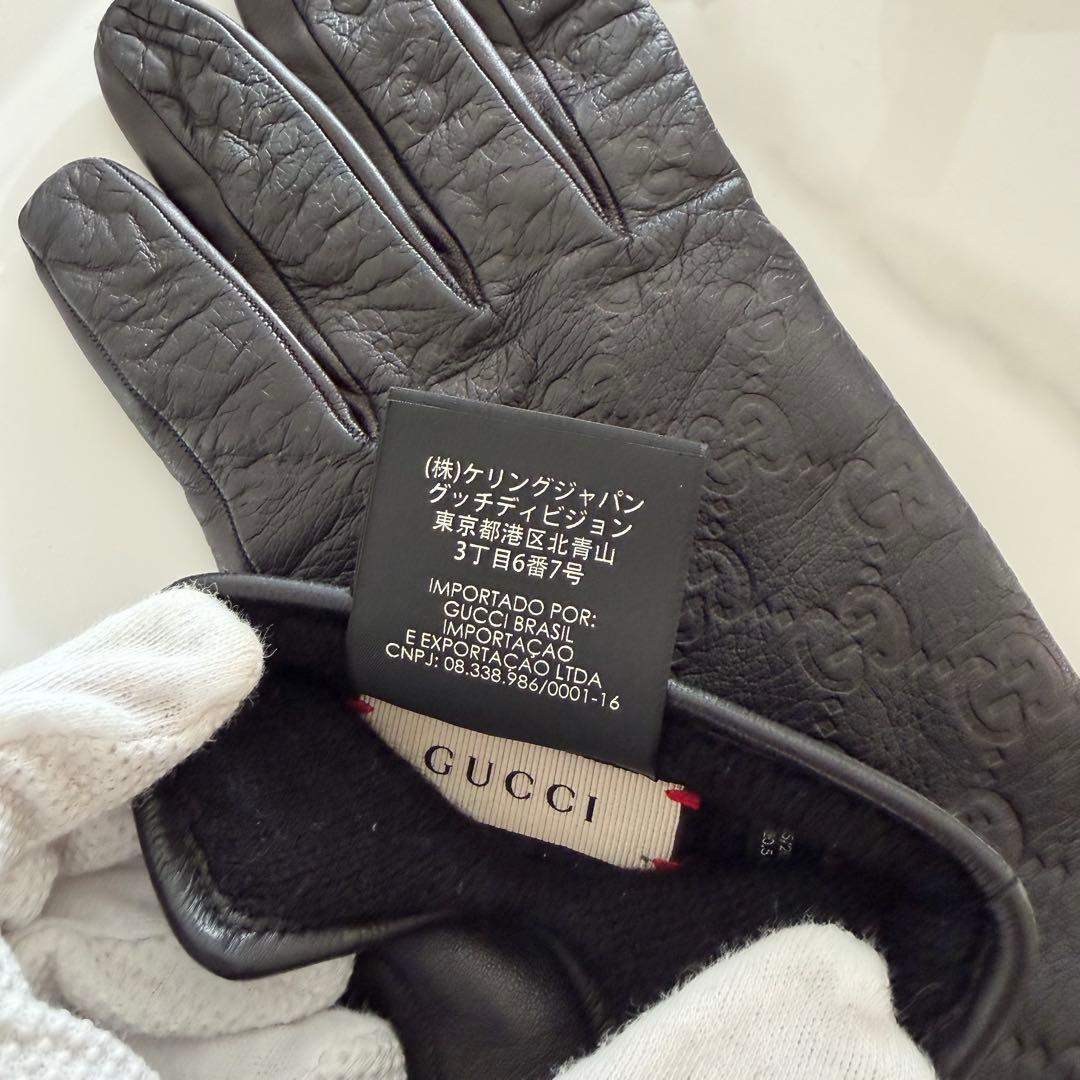 (株)ケリングジャパン
グッチディビジョン
東京都港区北青山
3丁目6番7号
IMPORTADO POR:
GUCCI BRASIL
IMPORTAÇAO
E EXPORTAÇAO LTDA
CNPJ: 08.338.986/0001-16
GUCCI